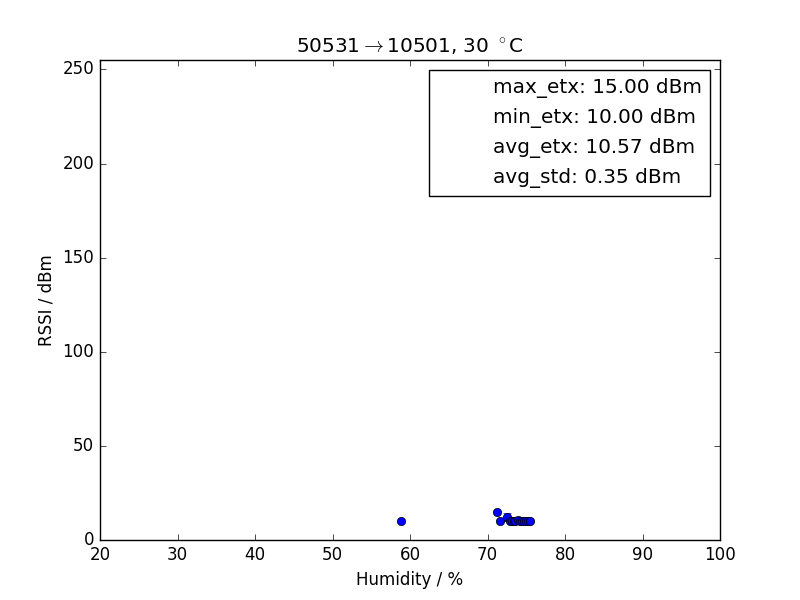 50531→10501, 30 °C
max_etx: 15.00 dBm
min_etx: 10.00 dBm
avg_etx: 10.57 dBm
avg_std: 0.35 dBm
RSSI / dBm
250
200
150
100
50
0
20 30 40 50 60 70 80 90 100
Humidity / %